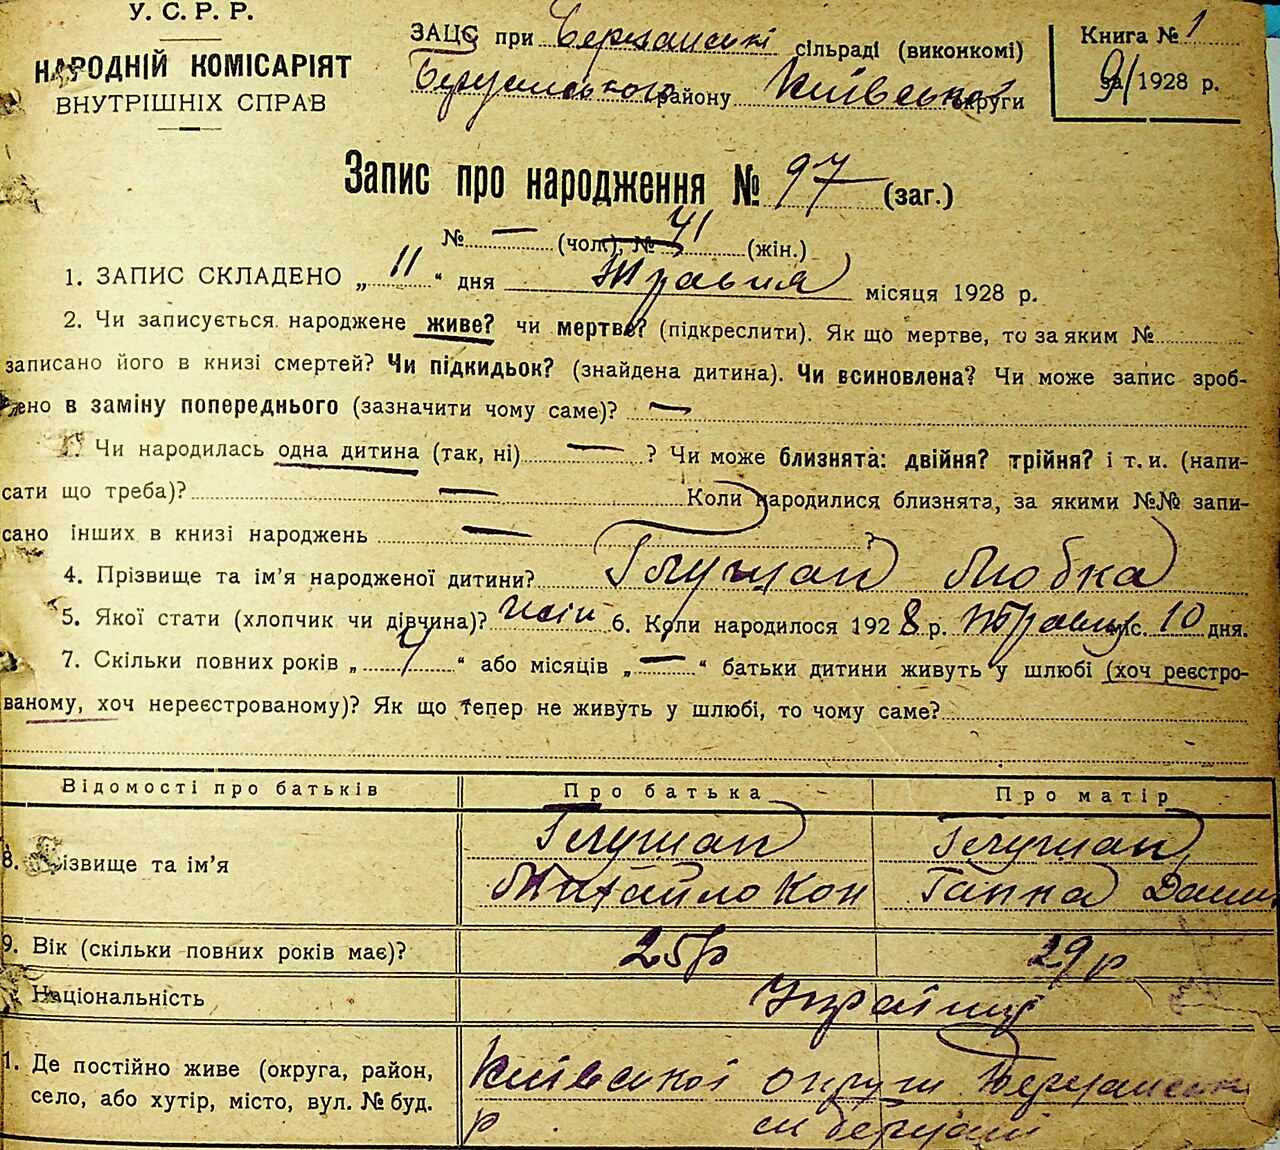 У. С. Р. Р.
НАРОДНІЙ КОМІСАРІЯТ
ВНУТРІШНІХ СПРАВ
ЗАЦС при Березанській сільраді (виконкомі)
району Київської округи
Книга № 1
за 1928 р.
Запис про народження № 97 (заг.)
№ — (чол.), № 41 (жін.)
1. ЗАПИС СКЛАДЕНО „ 11 “ дня Травня місяця 1928 р.
2. Чи записується народжене живе? чи мертве? (підкреслити). Як що мертве, то за яким №
записано його в книзі смертей? Чи підкидьок? (знайдена дитина). Чи всиновлена? Чи може запис зроб-
лено в заміну попереднього (зазначити чому саме)? —
Чи народилась одна дитина (так, ні) — ? Чи може близнята: двійня? трійня? і т. и. (напи-
сати що треба)? — Коли народилися близнята, за якими №№ запи-
сано інших в книзі народжень — ?
4. Прізвище та ім’я народженої дитини? Глушан Любка
5. Якої стати (хлопчик чи дівчина)? жін 6. Коли народилося 1928 р. Травня міс. 10 дня.
7. Скільки повних років „ 4 “ або місяців „ — “ батьки дитини живуть у шлюбі (хоч реєстро-
ваному, хоч нереєстрованому)? Як що тепер не живуть у шлюбі, то чому саме?
Відомості про батьків Про батька Про матір
8. Прізвище та ім’я Глушан Глушан
Михайло Кон Ганна
9. Вік (скільки повних років має)? 25 р 29 р
Національність Українці
1. Де постійно живе (округа, район, Київської округи
село, або хутір, місто, вул. № буд. р